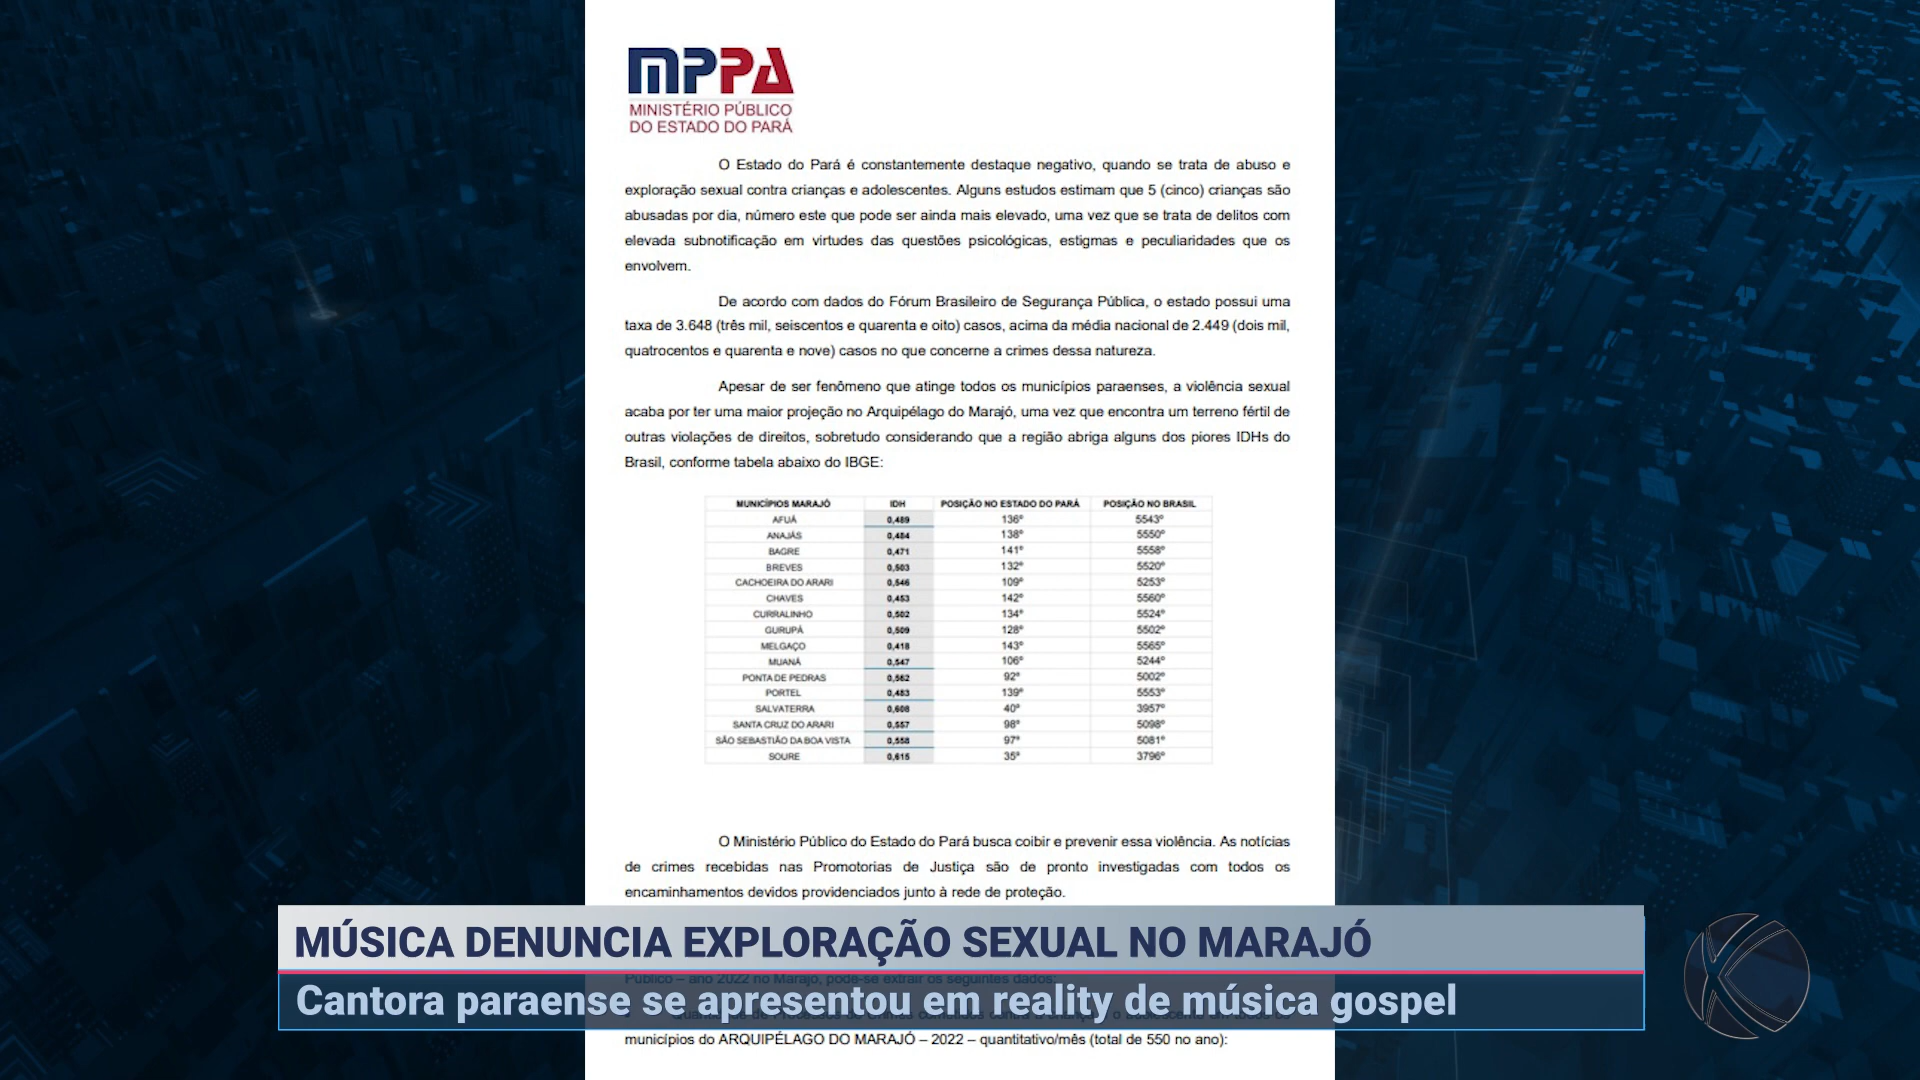 MPPA
MINISTÉRIO PÚBLICO
DO ESTADO DO PARÁ
O Estado do Pará é constantemente destaque negativo, quando se trata de abuso e
exploração sexual contra crianças e adolescentes. Alguns estudos estimam que 5 (cinco) crianças são
abusadas por dia, número este que pode ser ainda mais elevado, uma vez que se trata de delitos com
elevada subnotificação em virtudes das questões psicológicas, estigmas e peculiaridades que os
envolvem.
De acordo com dados do Fórum Brasileiro de Segurança Pública, o estado possui uma
taxa de 3.648 (três mil, seiscentos e quarenta e oito) casos, acima da média nacional de 2.449 (dois mil,
quatrocentos e quarenta e nove) casos no que concerne a crimes dessa natureza.
Apesar de ser fenômeno que atinge todos os municípios paraenses, a violência sexual
acaba por ter uma maior projeção no Arquipélago do Marajó, uma vez que encontra um terreno fértil de
outras violações de direitos, sobretudo considerando que a região abriga alguns dos piores IDHs do
Brasil, conforme tabela abaixo do IBGE:
MUNICÍPIOS MARAJÓ IDH POSIÇÃO NO ESTADO DO PARÁ POSIÇÃO NO BRASIL
AFUÁ 0,489 136º 5543º
ANAJÁS 0,484 138º 5550º
BAGRE 0,471 141º 5558º
BREVES 0,503 132º 5520º
CACHOEIRA DO ARARI 0,546 109º 5253º
CHAVES 0,453 142º 5560º
CURRALINHO 0,502 134º 5524º
GURUPÁ 0,509 128º 5502º
MELGAÇO 0,418 143º 5565º
MUANÁ 0,547 106º 5244º
PONTA DE PEDRAS 0,562 92º 5002º
PORTEL 0,483 139º 5553º
SALVATERRA 0,608 40º 3957º
SANTA CRUZ DO ARARI 0,557 98º 5098º
SÃO SEBASTIÃO DA BOA VISTA 0,558 97º 5081º
SOURE 0,615 35º 3796º
O Ministério Público do Estado do Pará busca coibir e prevenir essa violência. As notícias
de crimes recebidas nas Promotorias de Justiça são de pronto investigadas com todos os
encaminhamentos devidos providenciados junto à rede de proteção.
MÚSICA DENUNCIA EXPLORAÇÃO SEXUAL NO MARAJÓ
Público – ano 2022 no Marajó, pode-se extrair os seguintes dados:
Cantora paraense se apresentou em reality de música gospel
municípios do ARQUIPÉLAGO DO MARAJÓ – 2022 – quantitativo/mês (total de 550 no ano):